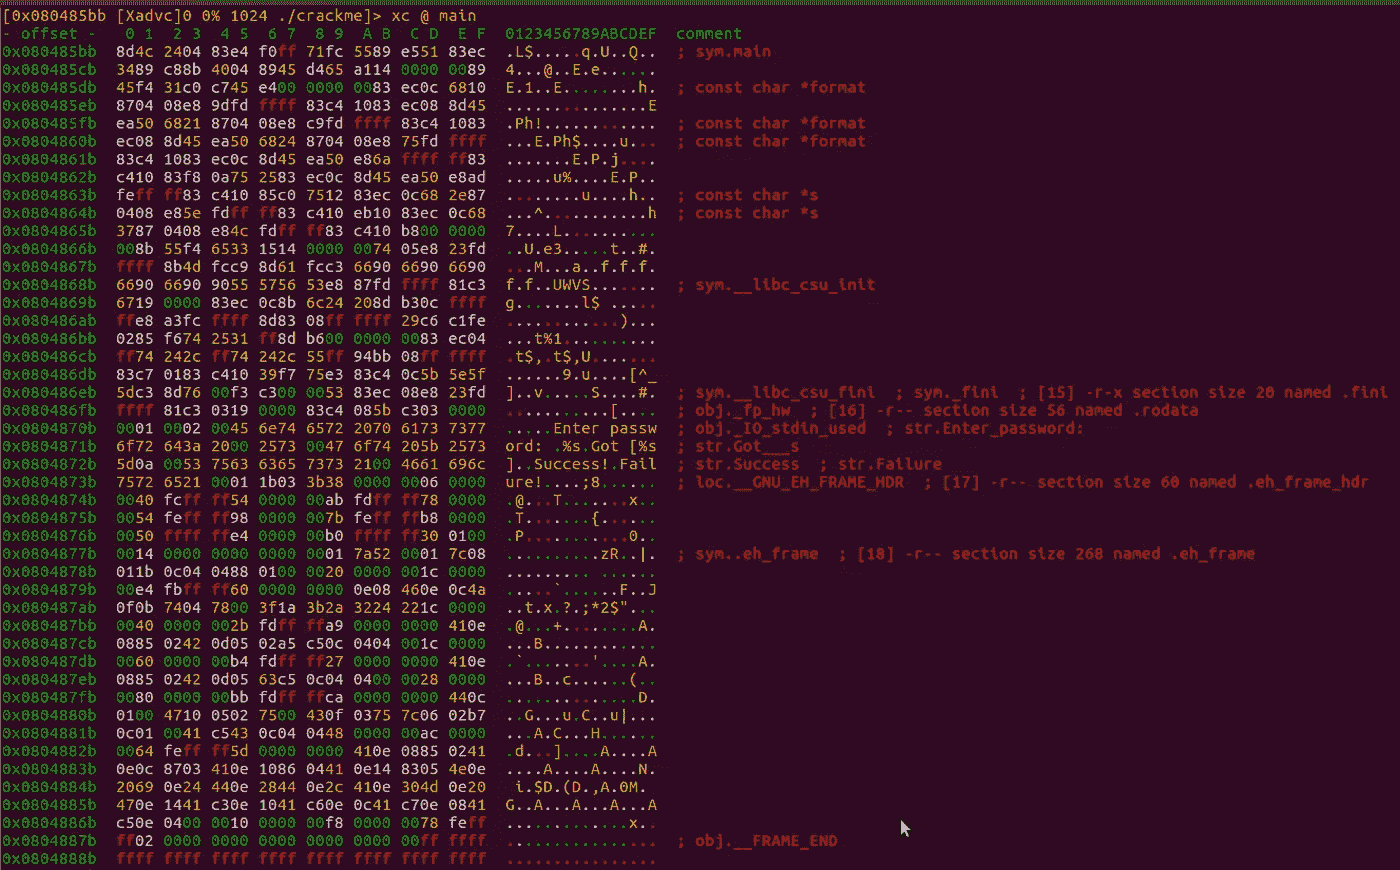 [0x080485bb [Xadvc]0 0% 1024 ./crackme]> xc @ main
- offset -   0 1  2 3  4 5  6 7  8 9  A B  C D  E F  0123456789ABCDEF  comment
0x080485bb  8d4c 2404 83e4 f0ff 71fc 5589 e551 83ec  .L$.....q.U..Q..  ; sym.main
0x080485cb  3489 c88b 4004 8945 d465 a114 0000 0089  4...@..E.e......
0x080485db  45f4 31c0 c745 e400 0000 0083 ec0c 6810  E.1..E........h.  ; const char *format
0x080485eb  8704 08e8 9dfd ffff 83c4 1083 ec08 8d45  ...............E
0x080485fb  ea50 6821 8704 08e8 c9fd ffff 83c4 1083  .Ph!............  ; const char *format
0x0804860b  ec08 8d45 ea50 6824 8704 08e8 75fd ffff  ...E.Ph$....u...  ; const char *format
0x0804861b  83c4 1083 ec0c 8d45 ea50 e86a ffff ff83  .......E.P.j....
0x0804862b  c410 83f8 0a75 2583 ec0c 8d45 ea50 e8ad  .....u%....E.P..
0x0804863b  feff ff83 c410 85c0 7512 83ec 0c68 2e87  ........u....h..  ; const char *s
0x0804864b  0408 e85e fdff ff83 c410 eb10 83ec 0c68  ...^...........h  ; const char *s
0x0804865b  3787 0408 e84c fdff ff83 c410 b800 0000  7....L..........
0x0804866b  008b 55f4 6533 1514 0000 0074 05e8 23fd  ..U.e3.....t..#.
0x0804867b  ffff 8b4d fcc9 8d61 fcc3 6690 6690 6690  ...M...a..f.f.f.
0x0804868b  6690 6690 9055 5756 53e8 87fd ffff 81c3  f.f..UWVS.......  ; sym.__libc_csu_init
0x0804869b  6719 0000 83ec 0c8b 6c24 208d b30c ffff  g.......l$ .....
0x080486ab  ffe8 a3fc ffff 8d83 08ff ffff 29c6 c1fe  ............)...
0x080486bb  0285 f674 2531 ff8d b600 0000 0083 ec04  ...t%1..........
0x080486cb  ff74 242c ff74 242c 55ff 94bb 08ff ffff  .t$,.t$,U.......
0x080486db  83c7 0183 c410 39f7 75e3 83c4 0c5b 5e5f  ......9.u....[^_
0x080486eb  5dc3 8d76 00f3 c300 0053 83ec 08e8 23fd  ]..v.....S....#.  ; sym.__libc_csu_fini  ; sym._fini  ; [15] -r-x section size 20 named .fini
0x080486fb  ffff 81c3 0319 0000 83c4 085b c303 0000  ...........[....  ; obj._fp_hw  ; [16] -r-- section size 56 named .rodata
0x0804870b  0001 0002 0045 6e74 6572 2070 6173 7377  .....Enter passw  ; obj._IO_stdin_used  ; str.Enter_password:
0x0804871b  6f72 643a 2000 2573 0047 6f74 205b 2573  ord: .%s.Got [%s  ; str.Got___s
0x0804872b  5d0a 0053 7563 6365 7373 2100 4661 696c  ]..Success!.Fail  ; str.Success  ; str.Failure
0x0804873b  7572 6521 0001 1b03 3b38 0000 0006 0000  ure!....;8......  ; loc.__GNU_EH_FRAME_HDR  ; [17] -r-- section size 60 named .eh_frame_hdr
0x0804874b  0040 fcff ff54 0000 00ab fdff ff78 0000  .@...T.......x..
0x0804875b  0054 feff ff98 0000 007b feff ffb8 0000  .T.......{......
0x0804876b  0050 ffff ffe4 0000 00b0 ffff ff30 0100  .P...........0..
0x0804877b  0014 0000 0000 0000 0001 7a52 0001 7c08  ..........zR..|.  ; sym..eh_frame  ; [18] -r-- section size 268 named .eh_frame
0x0804878b  011b 0c04 0488 0100 0020 0000 001c 0000  ......... ......
0x0804879b  00e4 fbff ff60 0000 0000 0e08 460e 0c4a  .....`......F..J
0x080487ab  0f0b 7404 7800 3f1a 3b2a 3224 221c 0000  ..t.x.?.;*2$"...
0x080487bb  0040 0000 002b fdff ffa9 0000 0000 410e  .@...+........A.
0x080487cb  0885 0242 0d05 02a5 c50c 0404 001c 0000  ...B............
0x080487db  0060 0000 00b4 fdff ff27 0000 0000 410e  .`.......'....A.
0x080487eb  0885 0242 0d05 63c5 0c04 0400 0028 0000  ...B..c......(..
0x080487fb  0080 0000 00bb fdff ffca 0000 0000 440c  ..............D.
0x0804880b  0100 4710 0502 7500 430f 0375 7c06 02b7  ..G...u.C..u|...
0x0804881b  0c01 0041 c543 0c04 0448 0000 00ac 0000  ...A.C...H......
0x0804882b  0064 feff ff5d 0000 0000 410e 0885 0241  .d...]....A....A
0x0804883b  0e0c 8703 410e 1086 0441 0e14 8305 4e0e  ....A....A....N.
0x0804884b  2069 0e24 440e 2844 0e2c 410e 304d 0e20   i.$D.(D.,A.0M.
0x0804885b  470e 1441 c30e 1041 c60e 0c41 c70e 0841  G..A...A...A...A
0x0804886b  c50e 0400 0010 0000 00f8 0000 0078 feff  .............x..
0x0804887b  ff02 0000 0000 0000 0000 0000 00ff ffff  ................  ; obj.__FRAME_END
0x0804888b  ffff ffff ffff ffff ffff ffff ffff ffff  ................